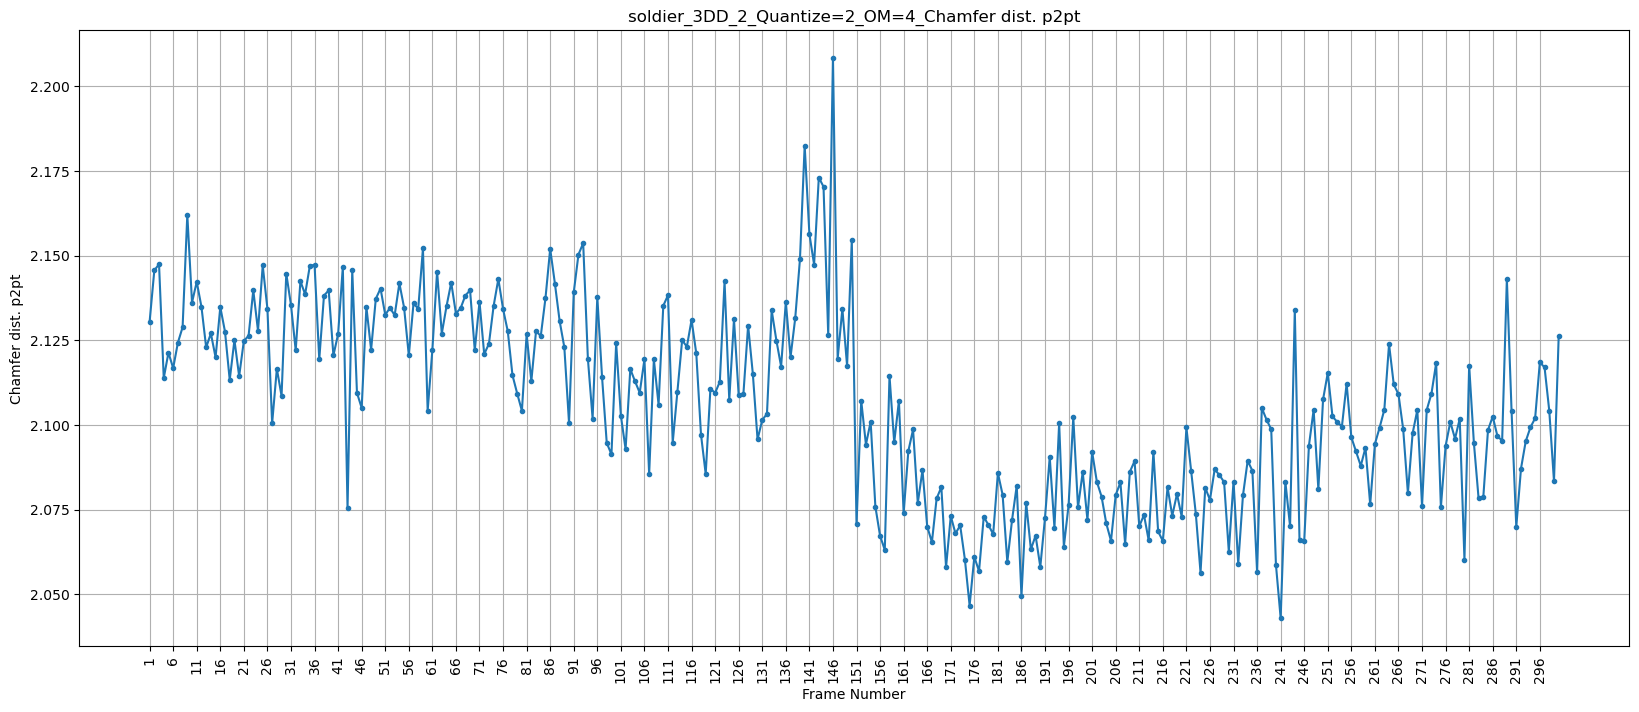 soldier_3DD_2_Quantize=2_OM=4_Chamfer dist. p2pt
Chamfer dist. p2pt
2.200
2.175
2.150
2.125
2.100
2.075
2.050
1 6 11 16 21 26 31 36 41 46 51 56 61 66 71 76 81 86 91 96 101 106 111 116 121 126 131 136 141 146 151 156 161 166 171 176 181 186 191 196 201 206 211 216 221 226 231 236 241 246 251 256 261 266 271 276 281 286 291 296
Frame Number